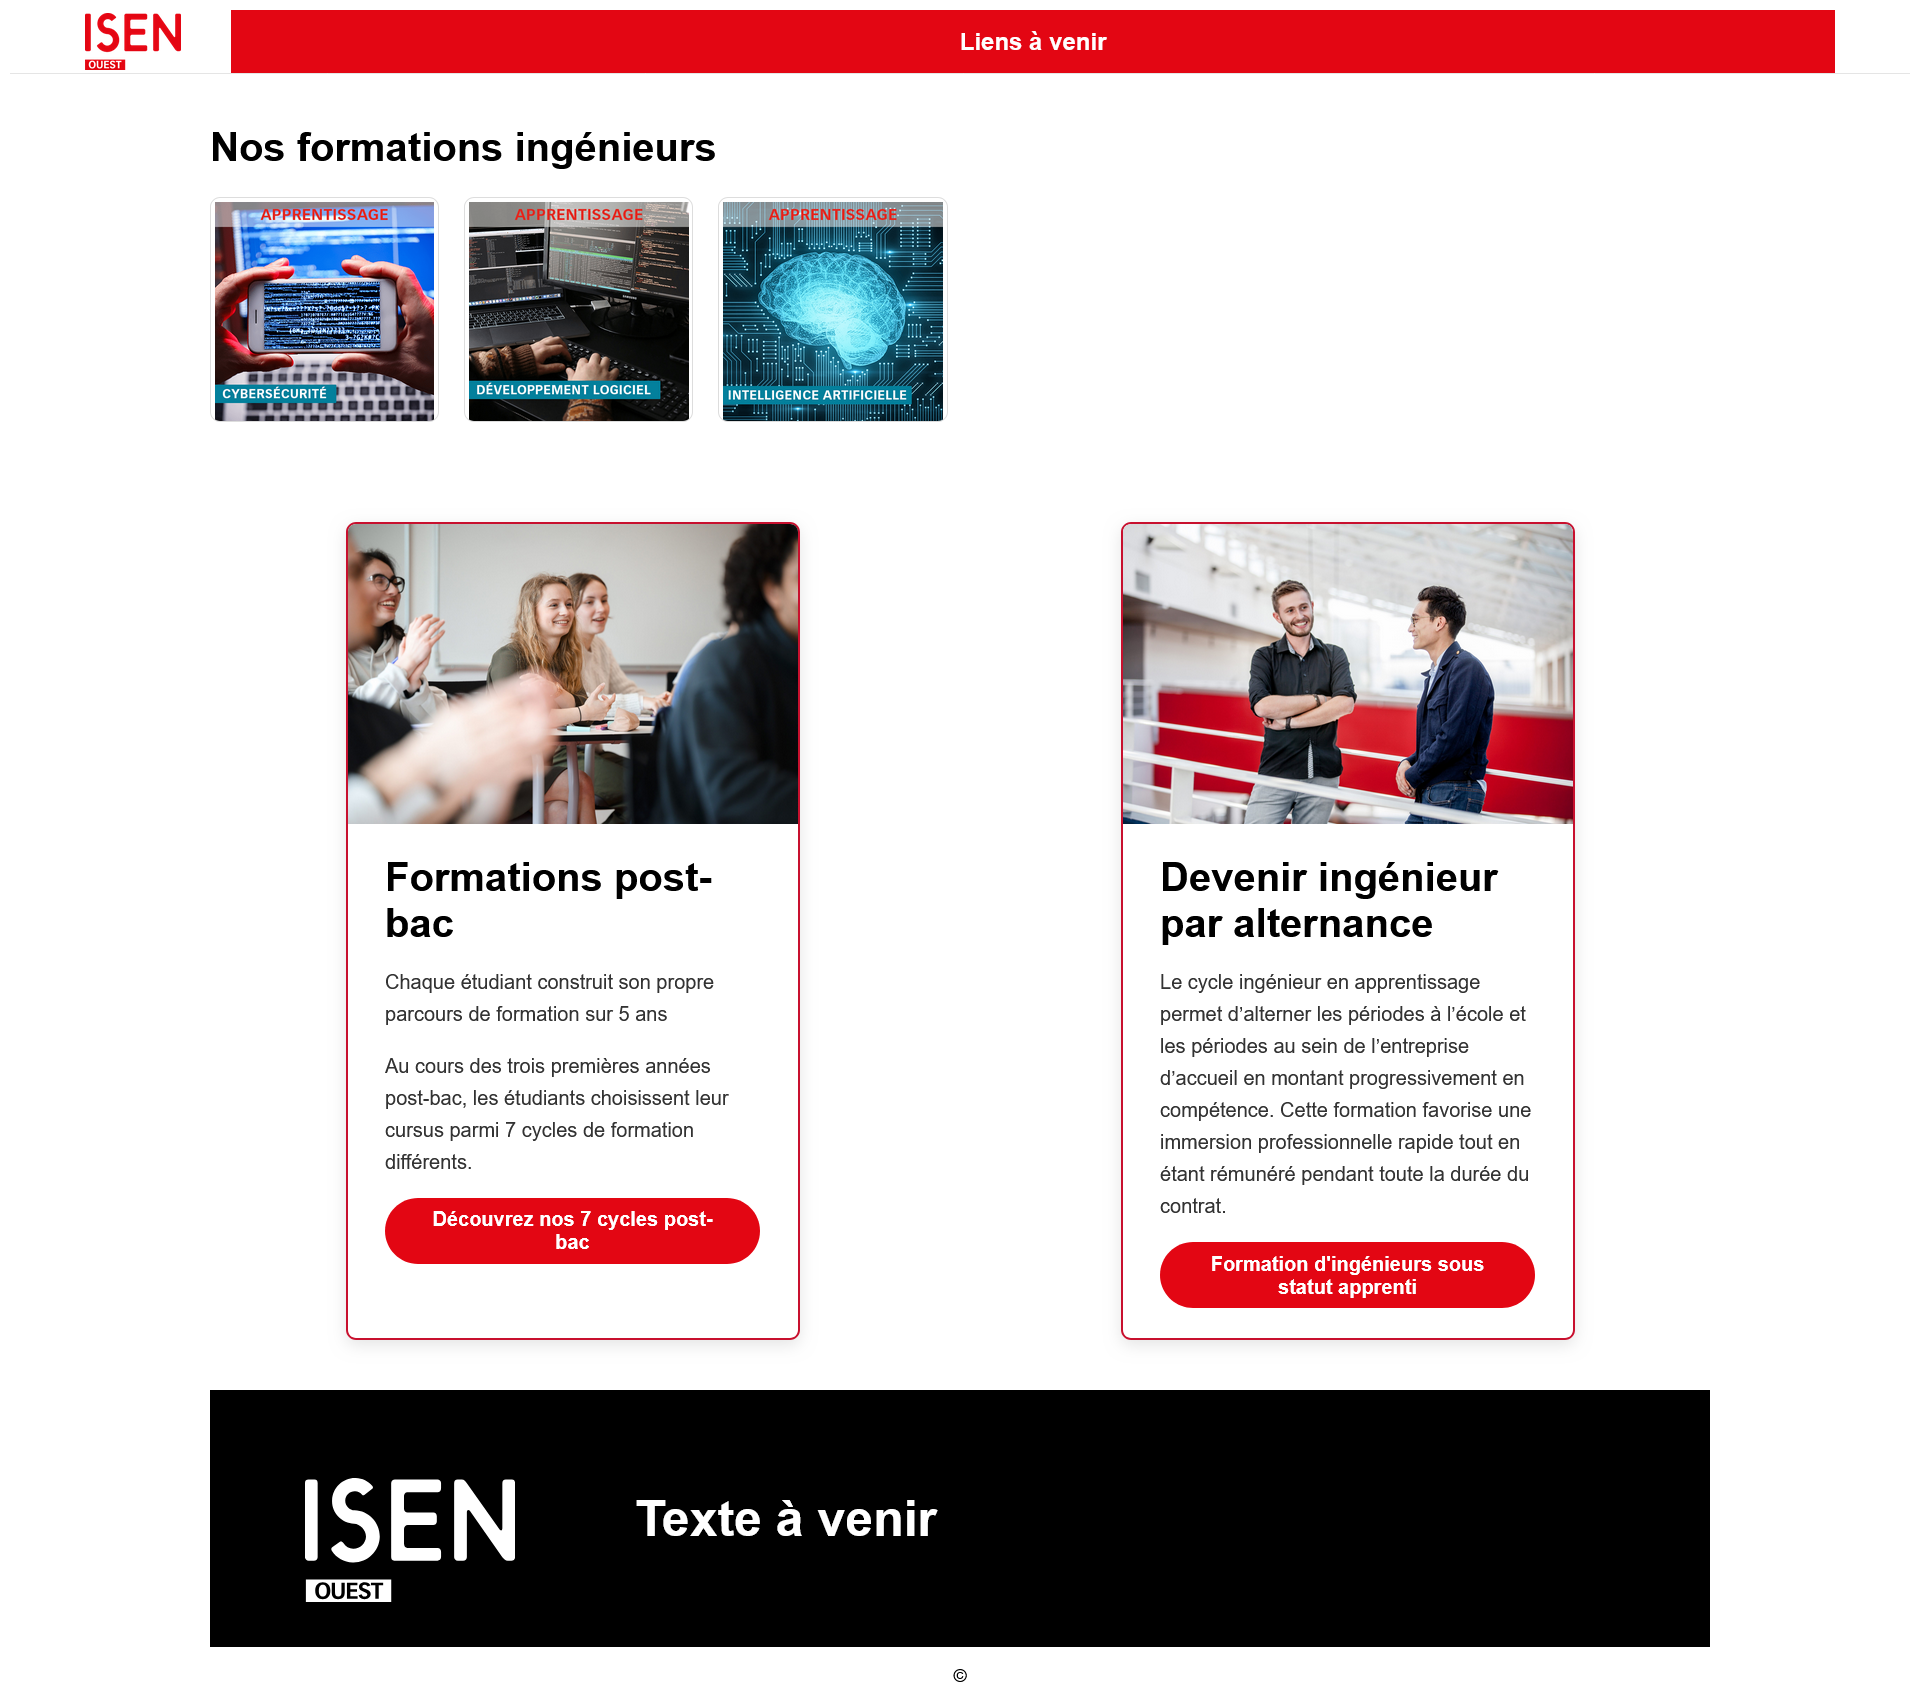 ISEN
OUEST
Liens à venir
Nos formations ingénieurs
APPRENTISSAGE
CYBERSÉCURITÉ
APPRENTISSAGE
DÉVELOPPEMENT LOGICIEL
APPRENTISSAGE
INTELLIGENCE ARTIFICIELLE
Formations post-
bac
Chaque étudiant construit son propre
parcours de formation sur 5 ans
Au cours des trois premières années
post-bac, les étudiants choisissent leur
cursus parmi 7 cycles de formation
différents.
Découvrez nos 7 cycles post-
bac
Devenir ingénieur
par alternance
Le cycle ingénieur en apprentissage
permet d’alterner les périodes à l’école et
les périodes au sein de l’entreprise
d’accueil en montant progressivement en
compétence. Cette formation favorise une
immersion professionnelle rapide tout en
étant rémunéré pendant toute la durée du
contrat.
Formation d'ingénieurs sous
statut apprenti
ISEN
OUEST
Texte à venir
©